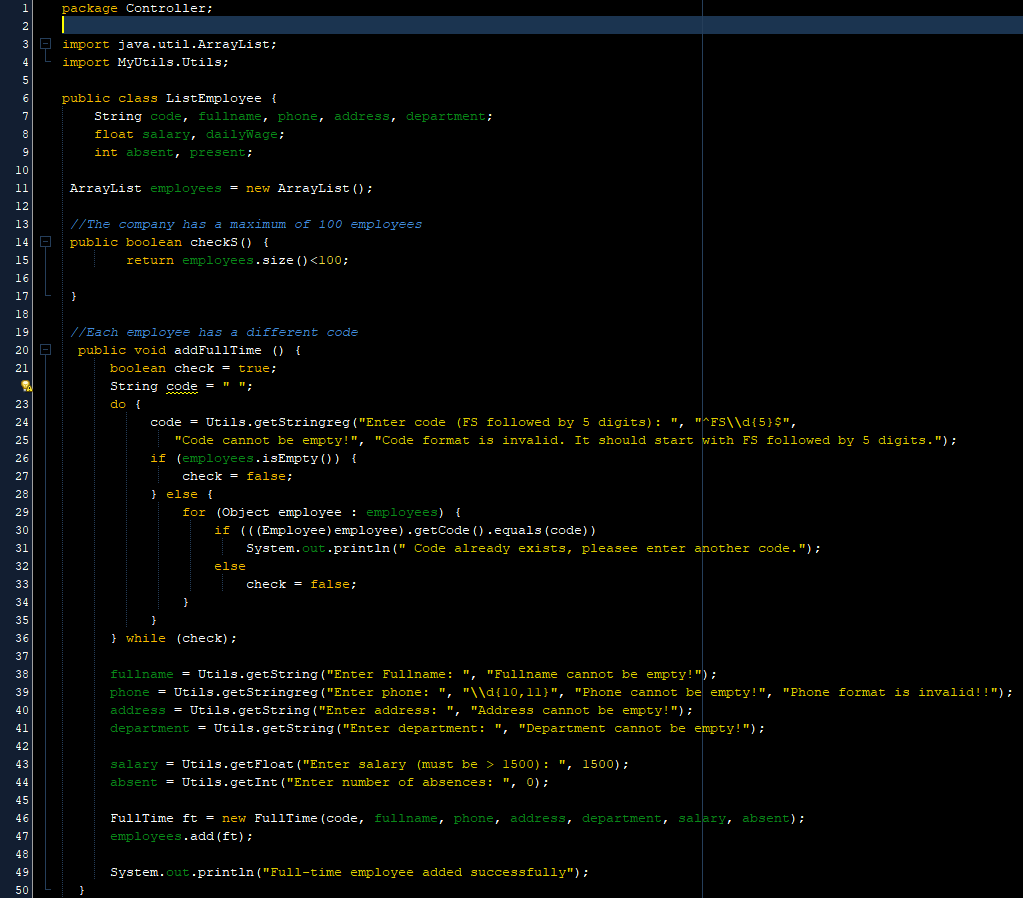 1 package Controller;
2
3 import java.util.ArrayList;
4 import MyUtils.Utils;
5
6 public class ListEmployee {
7 String code, fullname, phone, address, department;
8 float salary, dailyWage;
9 int absent, present;
10
11 ArrayList employees = new ArrayList();
12
13 //The company has a maximum of 100 employees
14 public boolean checkS() {
15 return employees.size()<100;
16
17 }
18
19 //Each employee has a different code
20 public void addFullTime () {
21 boolean check = true;
String code = " ";
23 do {
24 code = Utils.getStringreg("Enter code (FS followed by 5 digits): ", "^FS\\d{5}$",
25 "Code cannot be empty!", "Code format is invalid. It should start with FS followed by 5 digits.");
26 if (employees.isEmpty()) {
27 check = false;
28 } else {
29 for (Object employee : employees) {
30 if (((Employee)employee).getCode().equals(code))
31 System.out.println(" Code already exists, pleasee enter another code.");
32 else
33 check = false;
34 }
35 }
36 } while (check);
37
38 fullname = Utils.getString("Enter Fullname: ", "Fullname cannot be empty!");
39 phone = Utils.getStringreg("Enter phone: ", "\\d{10,11}", "Phone cannot be empty!", "Phone format is invalid!!");
40 address = Utils.getString("Enter address: ", "Address cannot be empty!");
41 department = Utils.getString("Enter department: ", "Department cannot be empty!");
42
43 salary = Utils.getFloat("Enter salary (must be > 1500): ", 1500);
44 absent = Utils.getInt("Enter number of absences: ", 0);
45
46 FullTime ft = new FullTime(code, fullname, phone, address, department, salary, absent);
47 employees.add(ft);
48
49 System.out.println("Full-time employee added successfully");
50 }